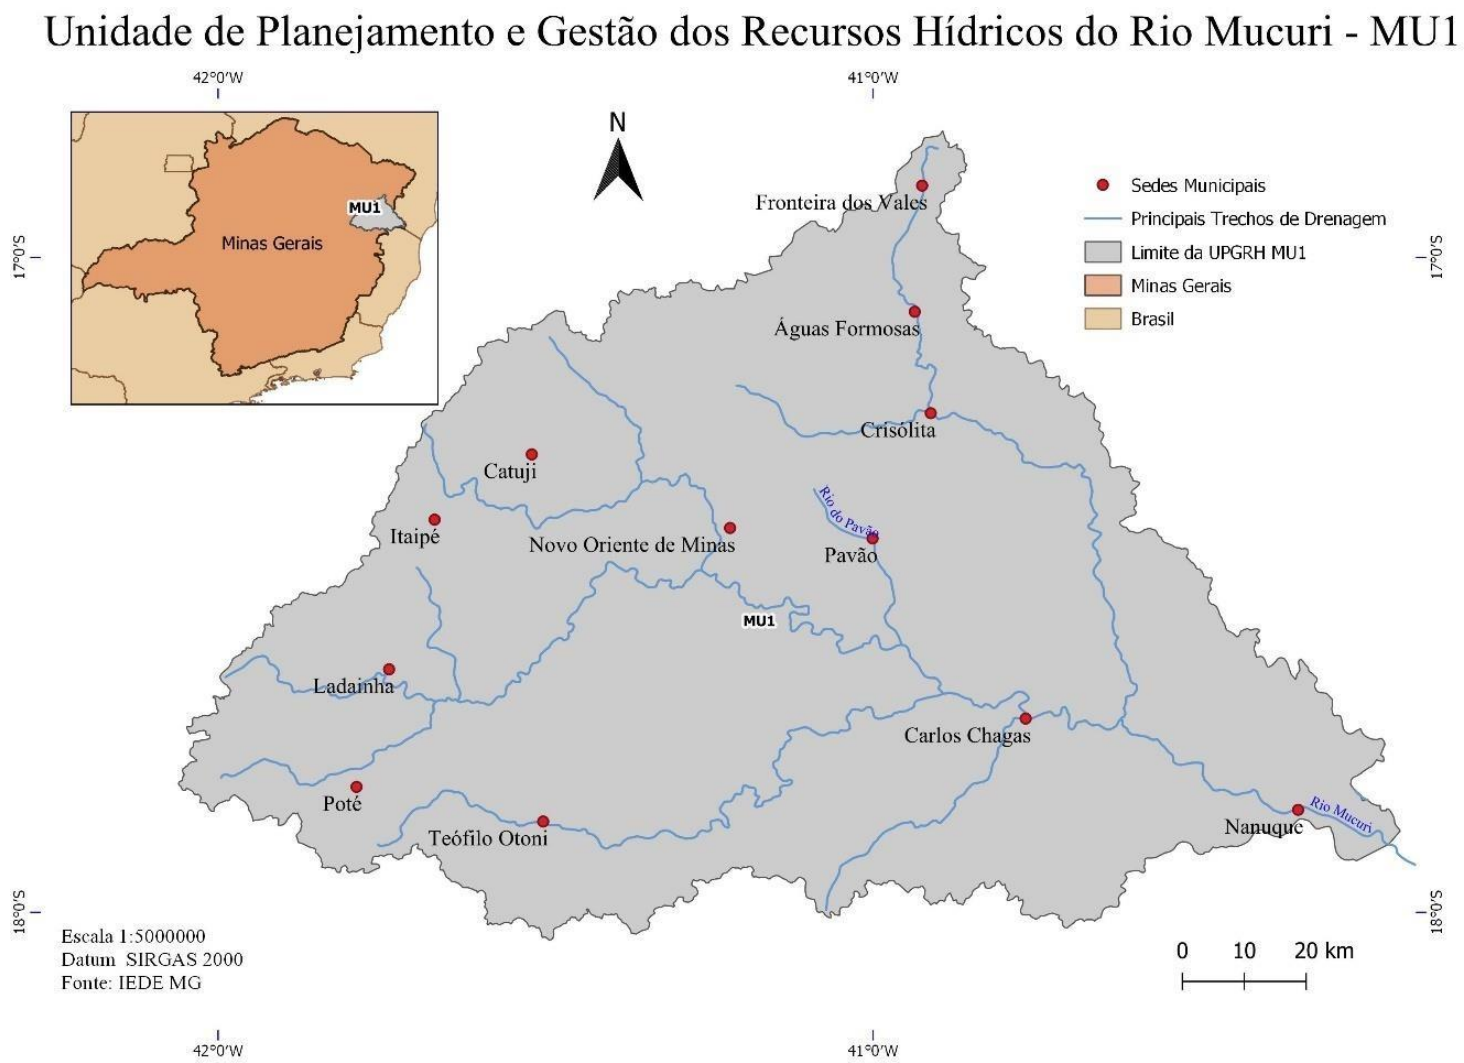 Unidade de Planejamento e Gestão dos Recursos Hídricos do Rio Mucuri - MU1
42°0'W
41°0'W
N
MU1
Minas Gerais
Sedes Municipais
Principais Trechos de Drenagem
Limite da UPGRH MU1
Minas Gerais
Brasil
17°0'S
17°0'S
Fronteira dos Vales
Águas Formosas
Crisólita
Catuji
Itaipé
Novo Oriente de Minas
Rio do Pavão
Pavão
MU1
Ladainha
Carlos Chagas
Poté
Teófilo Otoni
Rio Mucuri
Nanuque
18°0'S
18°0'S
Escala 1:5000000
Datum SIRGAS 2000
Fonte: IEDE MG
0 10 20 km
42°0'W
41°0'W